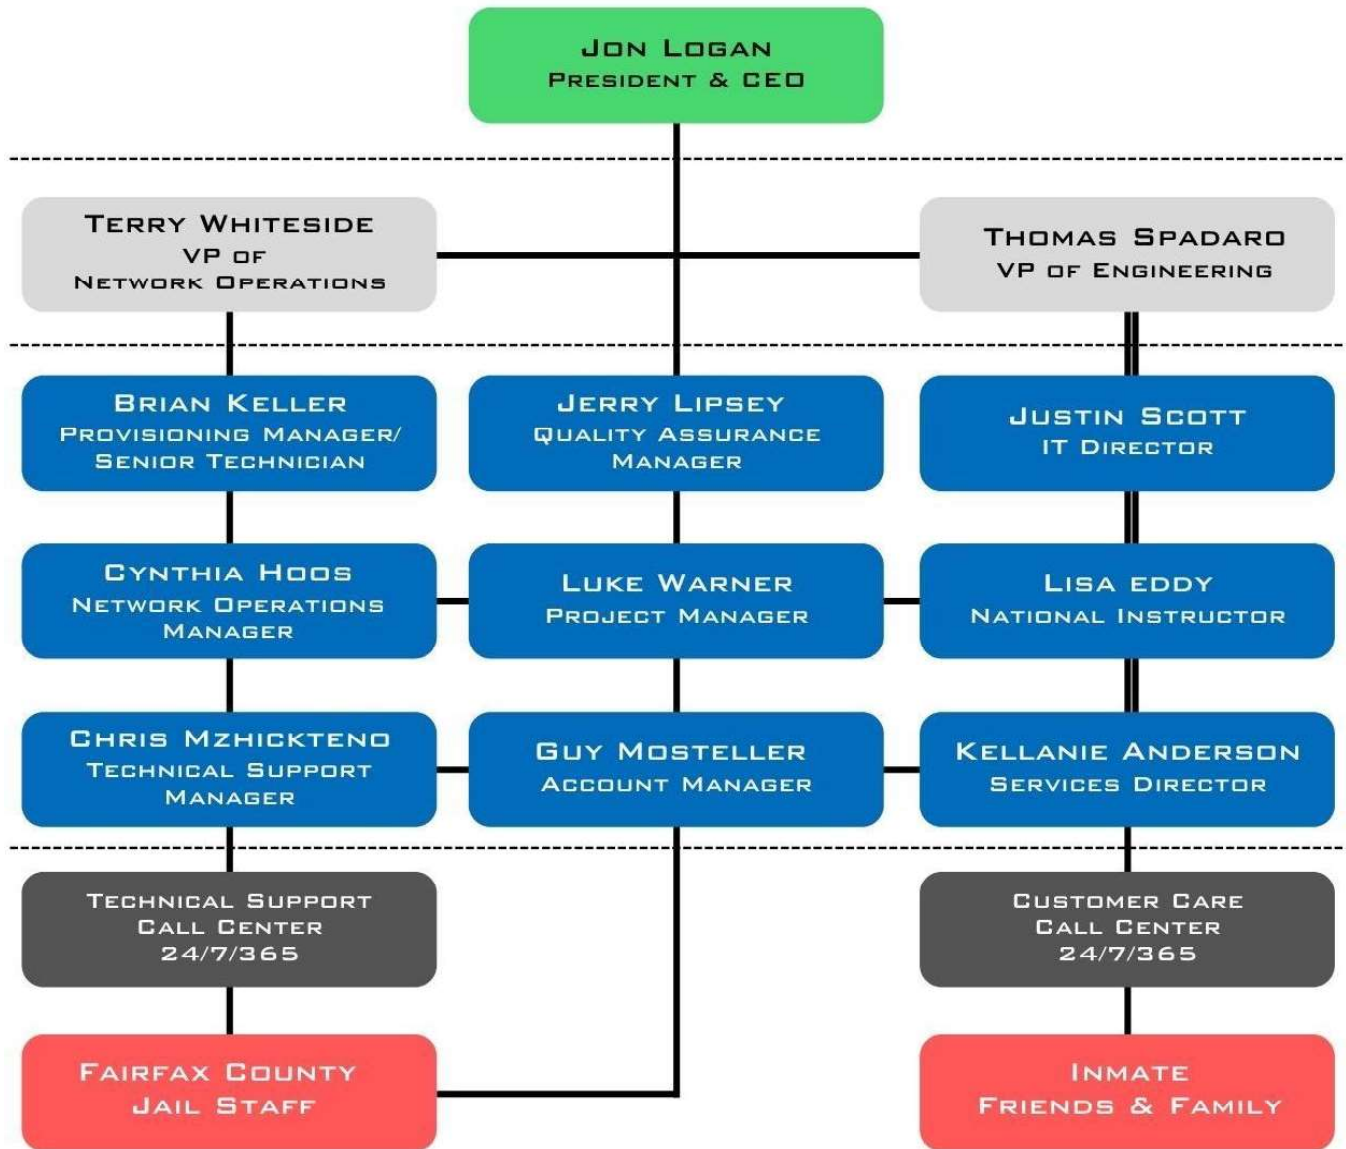 JON LOGAN
PRESIDENT & CEO
TERRY WHITESIDE
VP OF
NETWORK OPERATIONS
THOMAS SPADARO
VP OF ENGINEERING
BRIAN KELLER
PROVISIONING MANAGER/
SENIOR TECHNICIAN
JERRY LIPSEY
QUALITY ASSURANCE
MANAGER
JUSTIN SCOTT
IT DIRECTOR
CYNTHIA HOOS
NETWORK OPERATIONS
MANAGER
LUKE WARNER
PROJECT MANAGER
LISA EDDY
NATIONAL INSTRUCTOR
CHRIS MZHICKTENO
TECHNICAL SUPPORT
MANAGER
GUY MOSTELLER
ACCOUNT MANAGER
KELLANIE ANDERSON
SERVICES DIRECTOR
TECHNICAL SUPPORT
CALL CENTER
24/7/365
CUSTOMER CARE
CALL CENTER
24/7/365
FAIRFAX COUNTY
JAIL STAFF
INMATE
FRIENDS & FAMILY